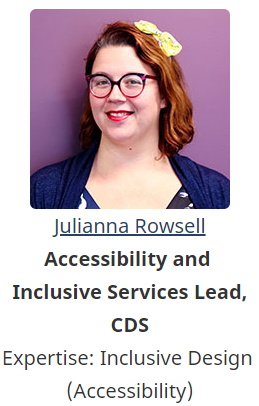 Julianna Rowsell
Accessibility and
Inclusive Services Lead,
CDS
Expertise: Inclusive Design
(Accessibility)